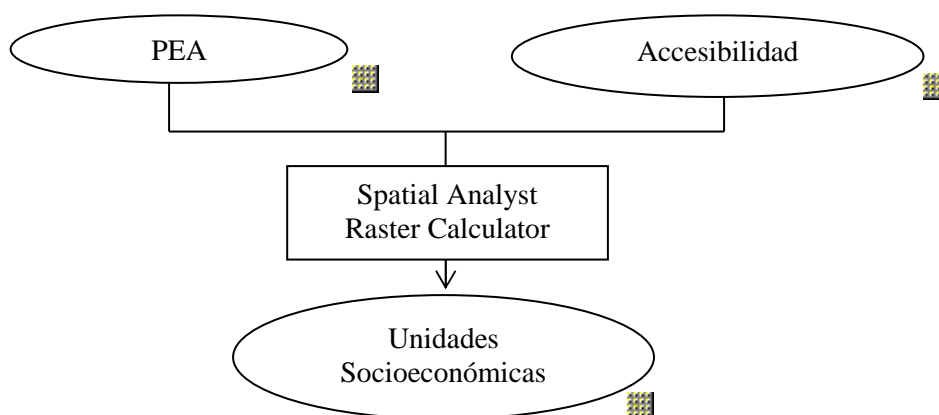 PEA
Accesibilidad
Spatial Analyst
Raster Calculator
Unidades
Socioeconómicas